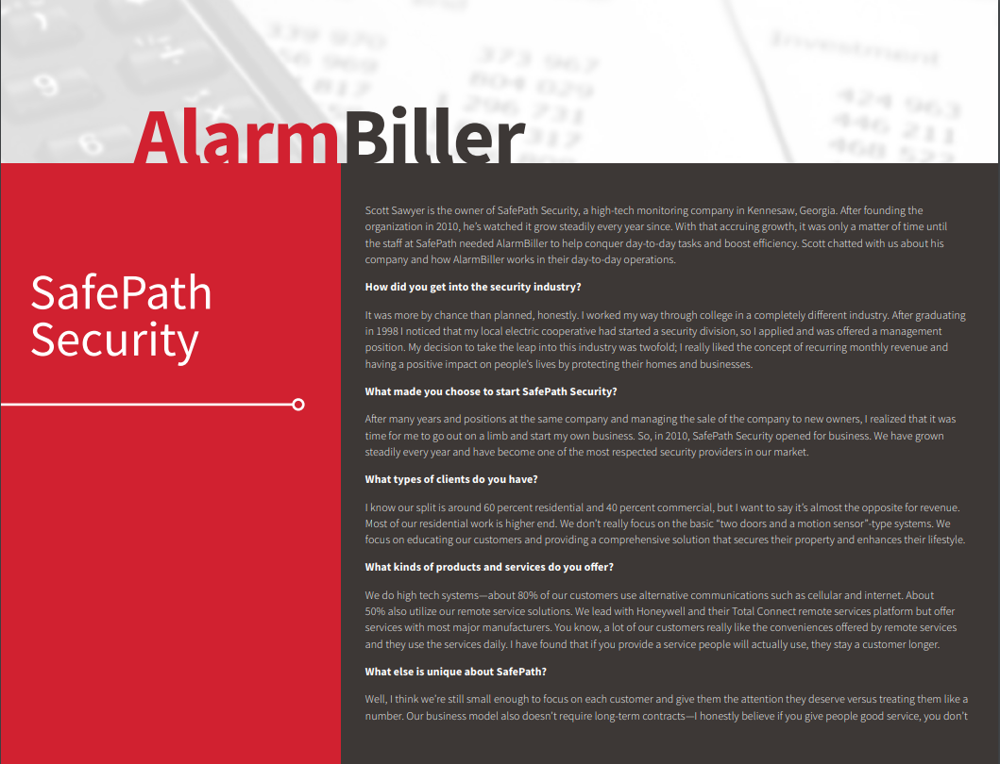 339 970
373 967
804 029
817
1 296 731
317
Investment
424 963
446 211
9
6
AlarmBiller
SafePath
Security
Scott Sawyer is the owner of SafePath Security, a high-tech monitoring company in Kennesaw, Georgia. After founding the
organization in 2010, he’s watched it grow steadily every year since. With that accruing growth, it was only a matter of time until
the staff at SafePath needed AlarmBiller to help conquer day-to-day tasks and boost efficiency. Scott chatted with us about his
company and how AlarmBiller works in their day-to-day operations.
How did you get into the security industry?
It was more by chance than planned, honestly. I worked my way through college in a completely different industry. After graduating
in 1998 I noticed that my local electric cooperative had started a security division, so I applied and was offered a management
position. My decision to take the leap into this industry was twofold; I really liked the concept of recurring monthly revenue and
having a positive impact on people’s lives by protecting their homes and businesses.
What made you choose to start SafePath Security?
After many years and positions at the same company and managing the sale of the company to new owners, I realized that it was
time for me to go out on a limb and start my own business. So, in 2010, SafePath Security opened for business. We have grown
steadily every year and have become one of the most respected security providers in our market.
What types of clients do you have?
I know our split is around 60 percent residential and 40 percent commercial, but I want to say it’s almost the opposite for revenue.
Most of our residential work is higher end. We don’t really focus on the basic “two doors and a motion sensor”-type systems. We
focus on educating our customers and providing a comprehensive solution that secures their property and enhances their lifestyle.
What kinds of products and services do you offer?
We do high tech systems—about 80% of our customers use alternative communications such as cellular and internet. About
50% also utilize our remote service solutions. We lead with Honeywell and their Total Connect remote services platform but offer
services with most major manufacturers. You know, a lot of our customers really like the conveniences offered by remote services
and they use the services daily. I have found that if you provide a service people will actually use, they stay a customer longer.
What else is unique about SafePath?
Well, I think we’re still small enough to focus on each customer and give them the attention they deserve versus treating them like a
number. Our business model also doesn’t require long-term contracts—I honestly believe if you give people good service, you don’t